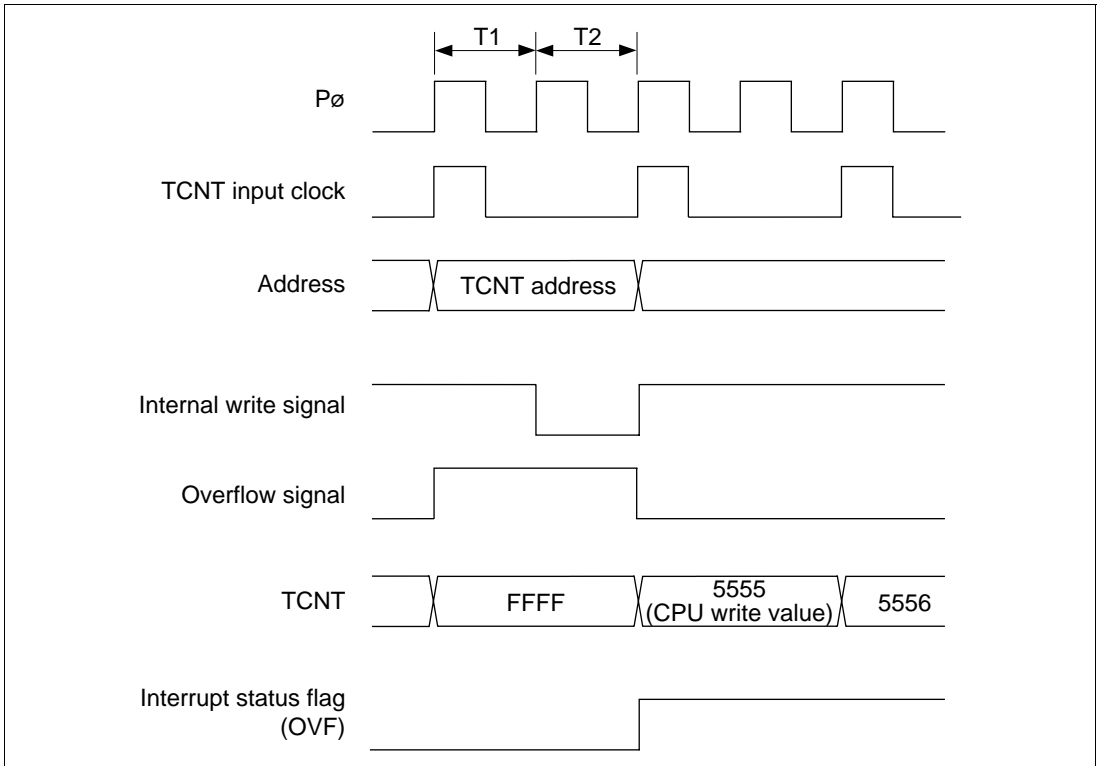 T1 T2
Pø
TCNT input clock
Address TCNT address
Internal write signal
Overflow signal
TCNT FFFF 5555 5556
(CPU write value)
Interrupt status flag
(OVF)